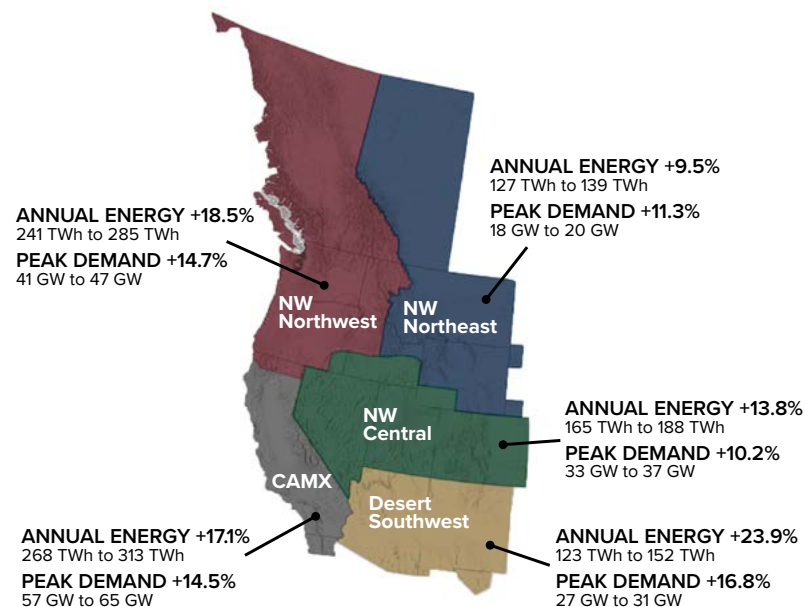 ANNUAL ENERGY +9.5%
127 TWh to 139 TWh
PEAK DEMAND +11.3%
18 GW to 20 GW
ANNUAL ENERGY +18.5%
241 TWh to 285 TWh
PEAK DEMAND +14.7%
41 GW to 47 GW
NW
Northwest
NW
Northeast
ANNUAL ENERGY +13.8%
165 TWh to 188 TWh
PEAK DEMAND +10.2%
33 GW to 37 GW
NW
Central
CAMX
Desert
Southwest
ANNUAL ENERGY +17.1%
268 TWh to 313 TWh
PEAK DEMAND +14.5%
57 GW to 65 GW
ANNUAL ENERGY +23.9%
123 TWh to 152 TWh
PEAK DEMAND +16.8%
27 GW to 31 GW